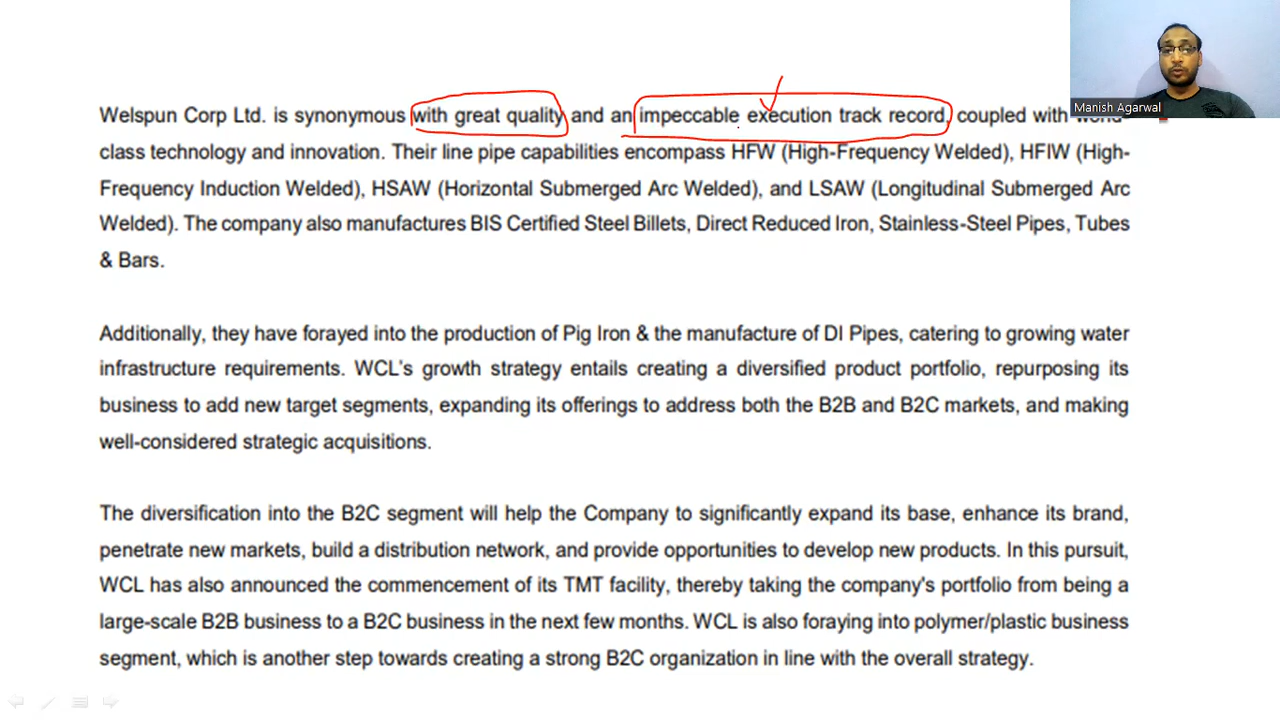 Manish Agarwal
Welspun Corp Ltd. is synonymous with great quality and an impeccable execution track record, coupled with world-
class technology and innovation. Their line pipe capabilities encompass HFW (High-Frequency Welded), HFIW (High-
Frequency Induction Welded), HSAW (Horizontal Submerged Arc Welded), and LSAW (Longitudinal Submerged Arc
Welded). The company also manufactures BIS Certified Steel Billets, Direct Reduced Iron, Stainless-Steel Pipes, Tubes
& Bars.
Additionally, they have forayed into the production of Pig Iron & the manufacture of DI Pipes, catering to growing water
infrastructure requirements. WCL's growth strategy entails creating a diversified product portfolio, repurposing its
business to add new target segments, expanding its offerings to address both the B2B and B2C markets, and making
well-considered strategic acquisitions.
The diversification into the B2C segment will help the Company to significantly expand its base, enhance its brand,
penetrate new markets, build a distribution network, and provide opportunities to develop new products. In this pursuit,
WCL has also announced the commencement of its TMT facility, thereby taking the company's portfolio from being a
large-scale B2B business to a B2C business in the next few months. WCL is also foraying into polymer/plastic business
segment, which is another step towards creating a strong B2C organization in line with the overall strategy.